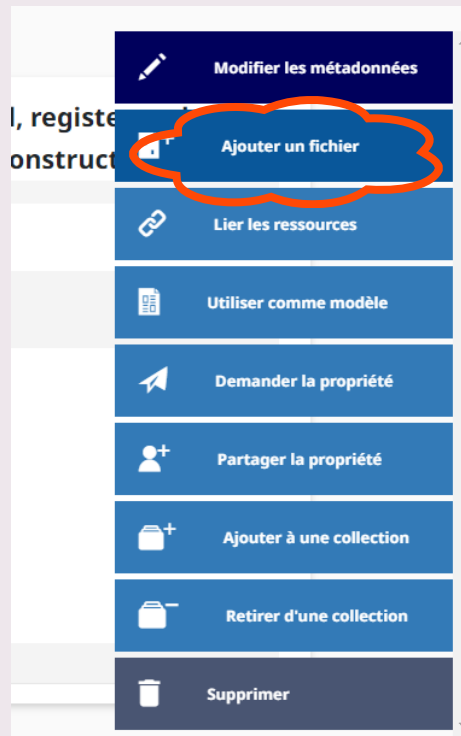 Modifier les métadonnées
l, registe
Ajouter un fichier
onstruct
Lier les ressources
Utiliser comme modèle
Demander la propriété
Partager la propriété
Ajouter à une collection
Retirer d'une collection
Supprimer